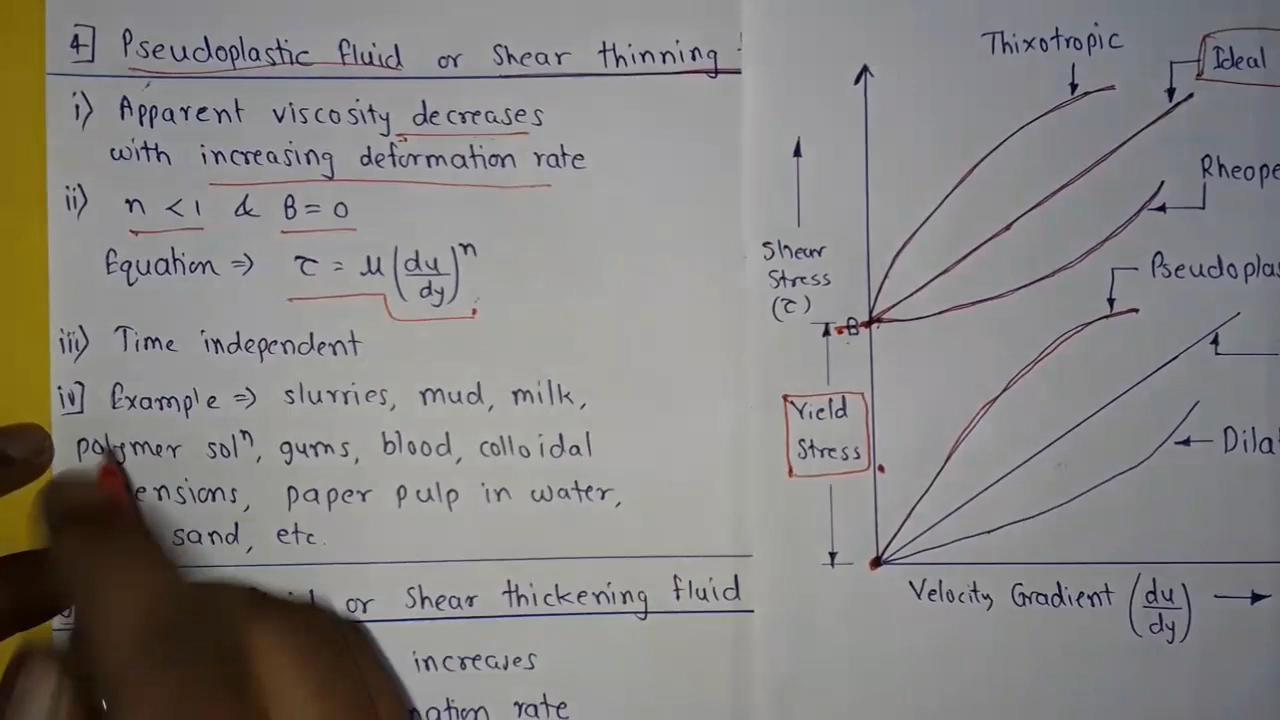 4] Pseudoplastic fluid or Shear thinning
i) Apparent viscosity decreases
with increasing deformation rate
ii) n < 1 & B = 0
Equation => τ = μ(du/dy)^n
iii) Time independent
iv] Example => slurries, mud, milk,
polymer solⁿ, gums, blood, colloidal
ensions, paper pulp in water,
sand, etc.
or Shear thickening fluid
increases
ation rate
Thixotropic
Ideal
Rheope
Shear
Stress
(τ)
B
Pseudoplas
Yield
Stress
Dila
Velocity Gradient (du/dy)